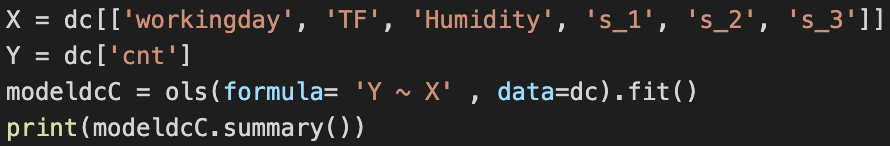 X = dc[['workingday', 'TF', 'Humidity', 's_1', 's_2', 's_3']]
Y = dc['cnt']
modeldcC = ols(formula= 'Y ~ X' , data=dc).fit()
print(modeldcC.summary())